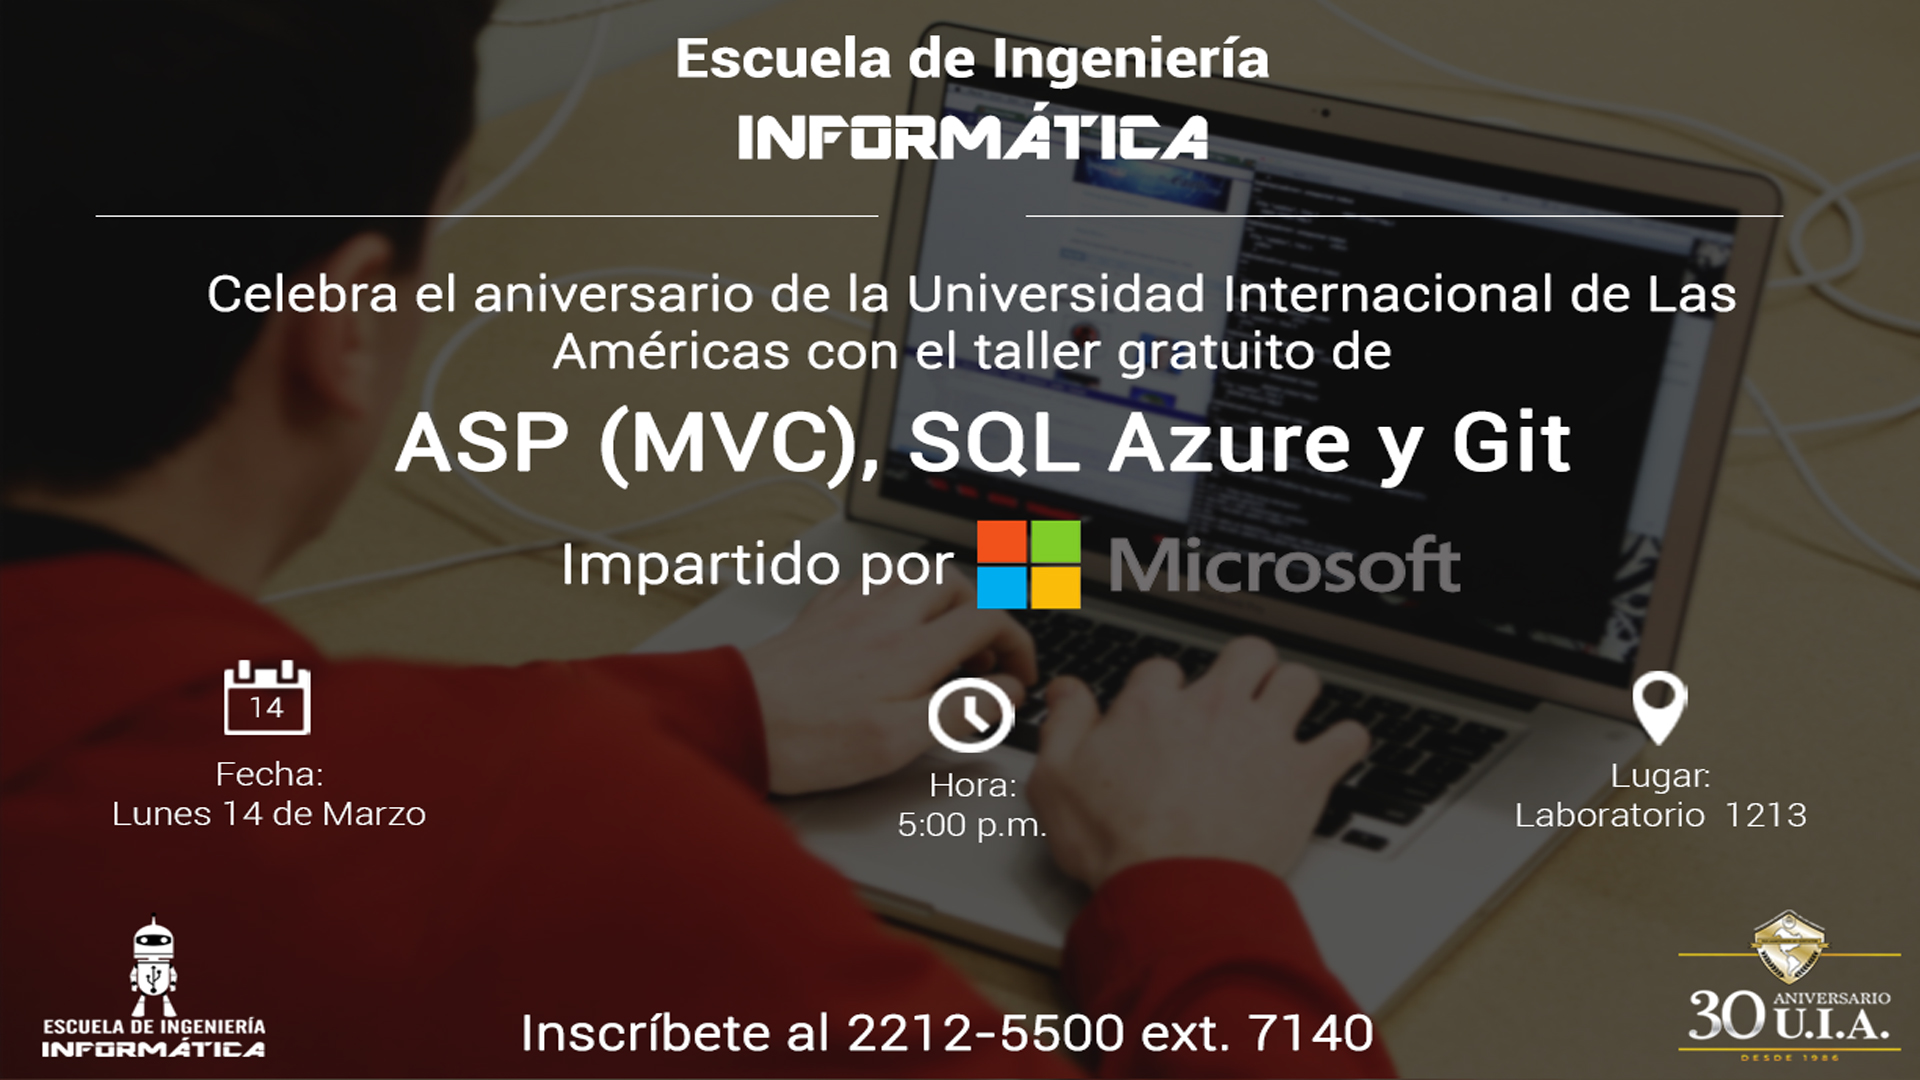 Escuela de Ingeniería
INFORMÁTICA
Celebra el aniversario de la Universidad Internacional de Las
Américas con el taller gratuito de
ASP (MVC), SQL Azure y Git
Impartido por Microsoft
14
Fecha:
Lunes 14 de Marzo
Hora:
5:00 p.m.
Lugar:
Laboratorio 1213
ESCUELA DE INGENIERÍA
INFORMÁTICA
Inscríbete al 2212-5500 ext. 7140
30 ANIVERSARIO
U.I.A.
DESDE 1986